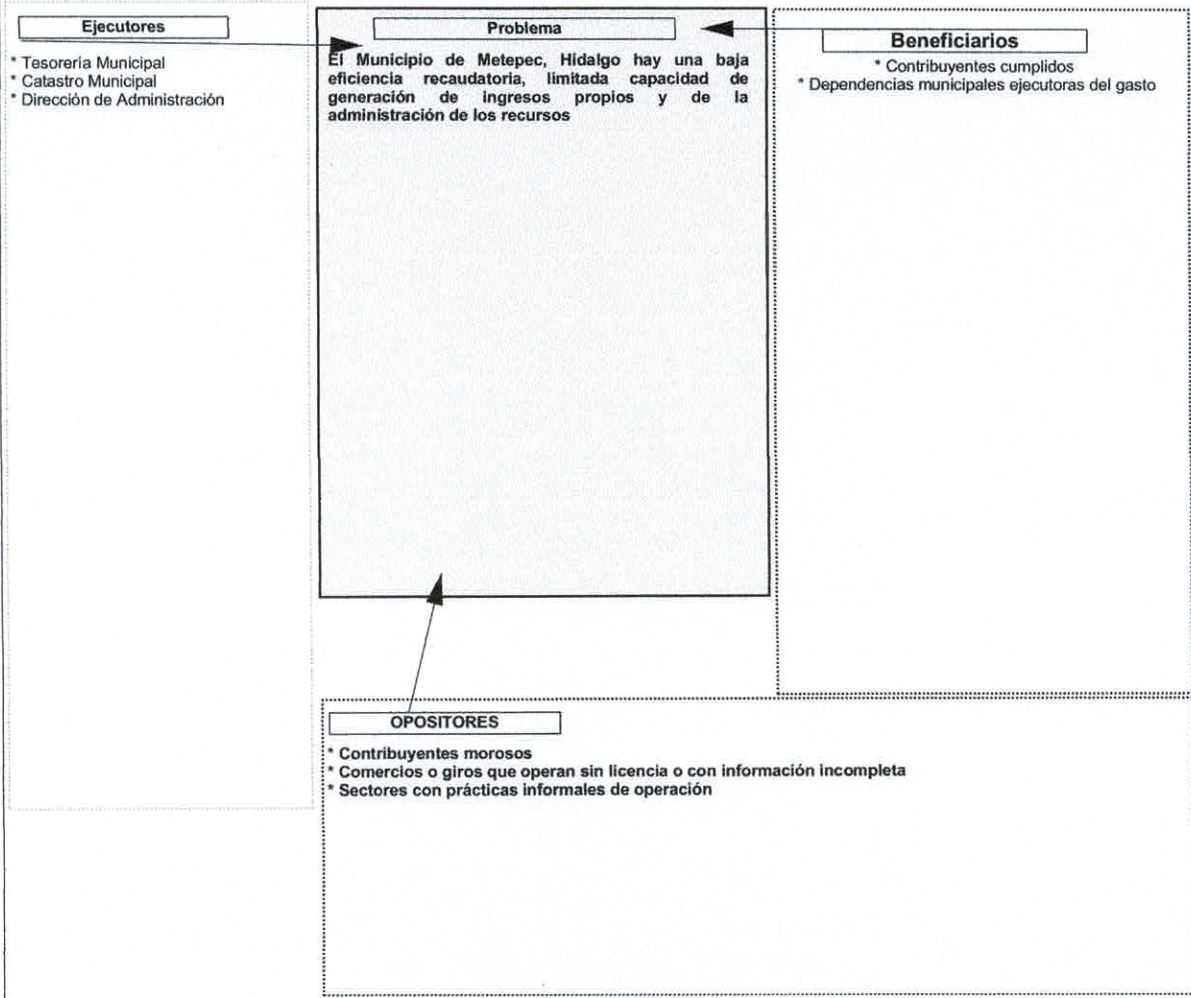 Ejecutores
* Tesorería Municipal
* Catastro Municipal
* Dirección de Administración
Problema
El Municipio de Metepec, Hidalgo hay una baja
eficiencia recaudatoria, limitada capacidad de
generación de ingresos propios y de la
administración de los recursos
Beneficiarios
* Contribuyentes cumplidos
* Dependencias municipales ejecutoras del gasto
OPOSITORES
* Contribuyentes morosos
* Comercios o giros que operan sin licencia o con información incompleta
* Sectores con prácticas informales de operación